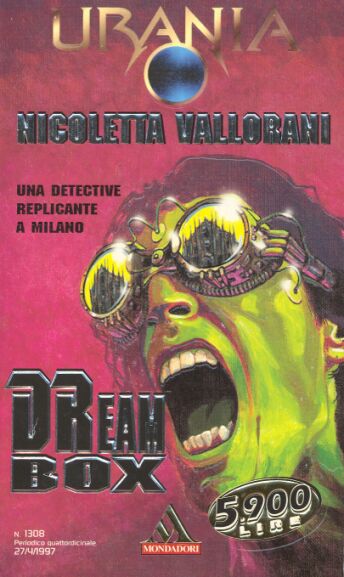 URANIA
NICOLETTA VALLORANI
UNA DETECTIVE
REPLICANTE
A MILANO
DREAM
BOX
5.900
LIRE
N. 1308
Periodico quattordicinale
27/4/1997
MONDADORI